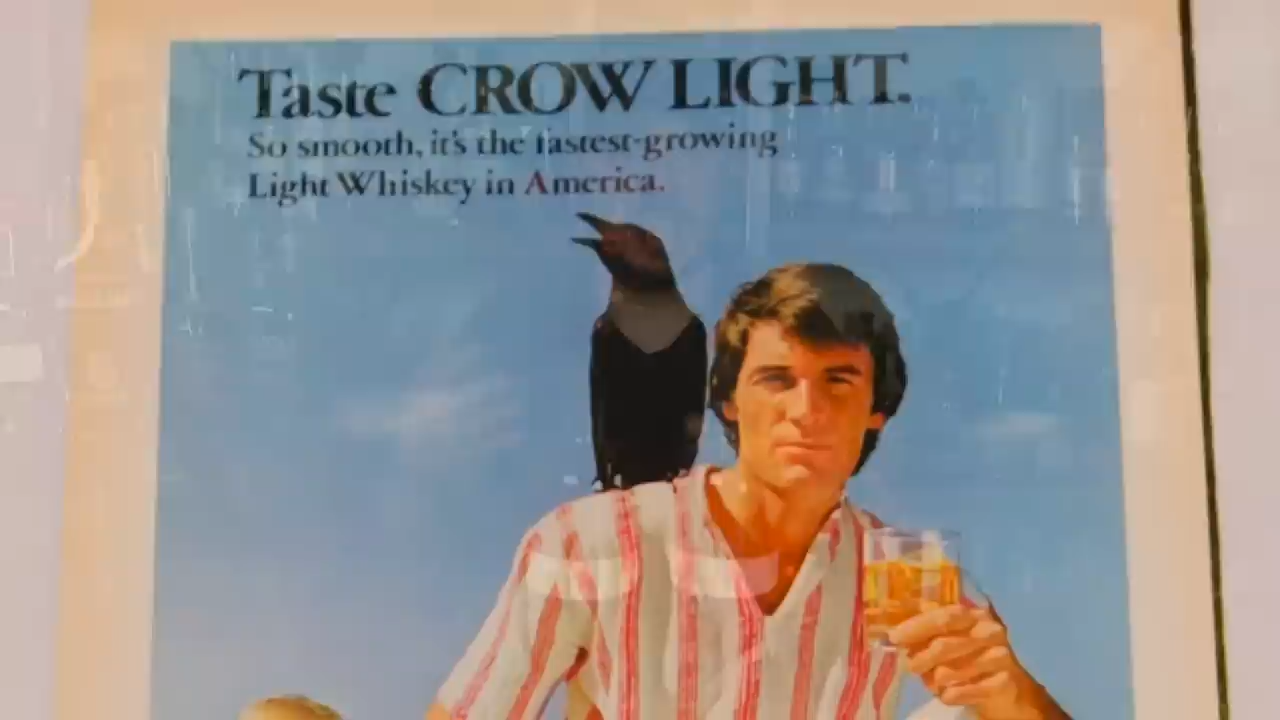 Taste CROW LIGHT.
So smooth, it's the fastest-growing
Light Whiskey in America.